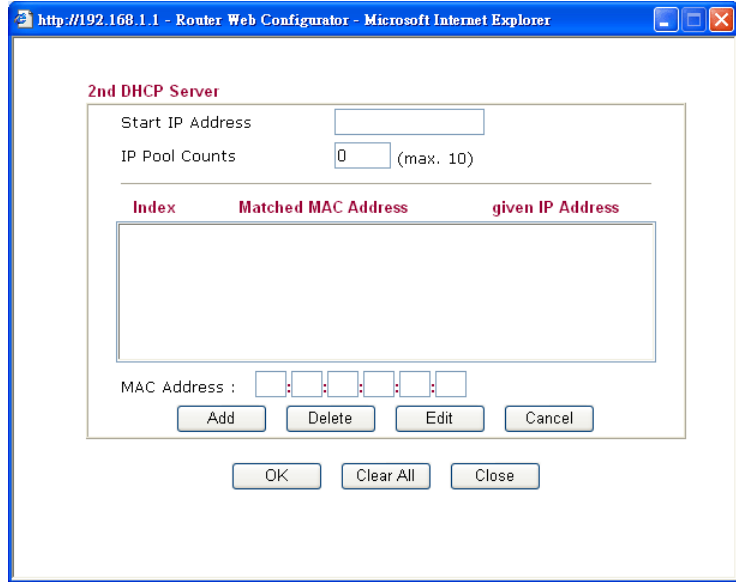 http://192.168.1.1 - Router Web Configurator - Microsoft Internet Explorer
2nd DHCP Server
Start IP Address
IP Pool Counts 0 (max. 10)
Index Matched MAC Address given IP Address
MAC Address : : : : : :
Add Delete Edit Cancel
OK Clear All Close